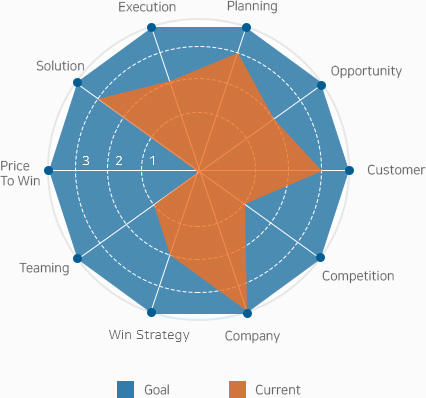 Execution
Planning
Solution
Opportunity
Price
To Win
3 2 1
Customer
Teaming
Competition
Win Strategy
Company
Goal
Current